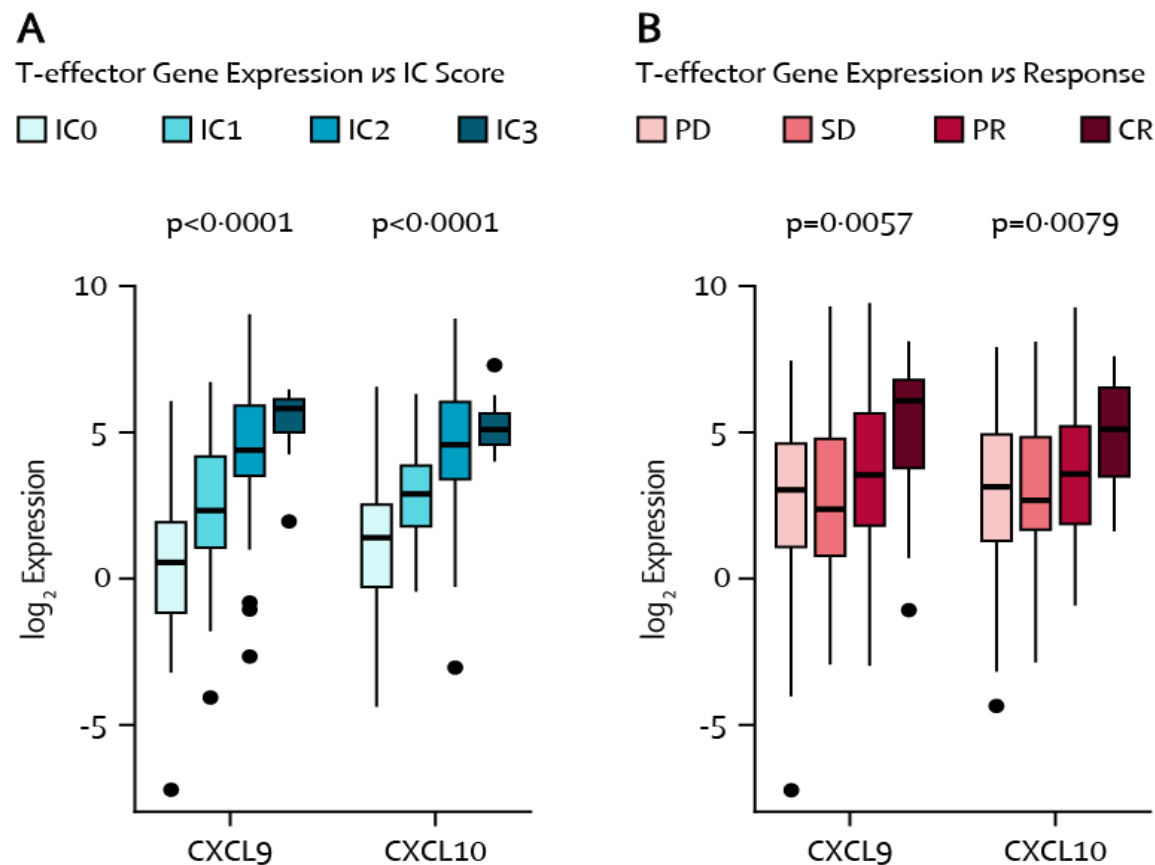 A
T-effector Gene Expression vs IC Score
IC0 IC1 IC2 IC3
p<0·0001 p<0·0001
10
5
0
-5
log₂ Expression
CXCL9 CXCL10
B
T-effector Gene Expression vs Response
PD SD PR CR
p=0·0057 p=0·0079
10
5
0
-5
log₂ Expression
CXCL9 CXCL10